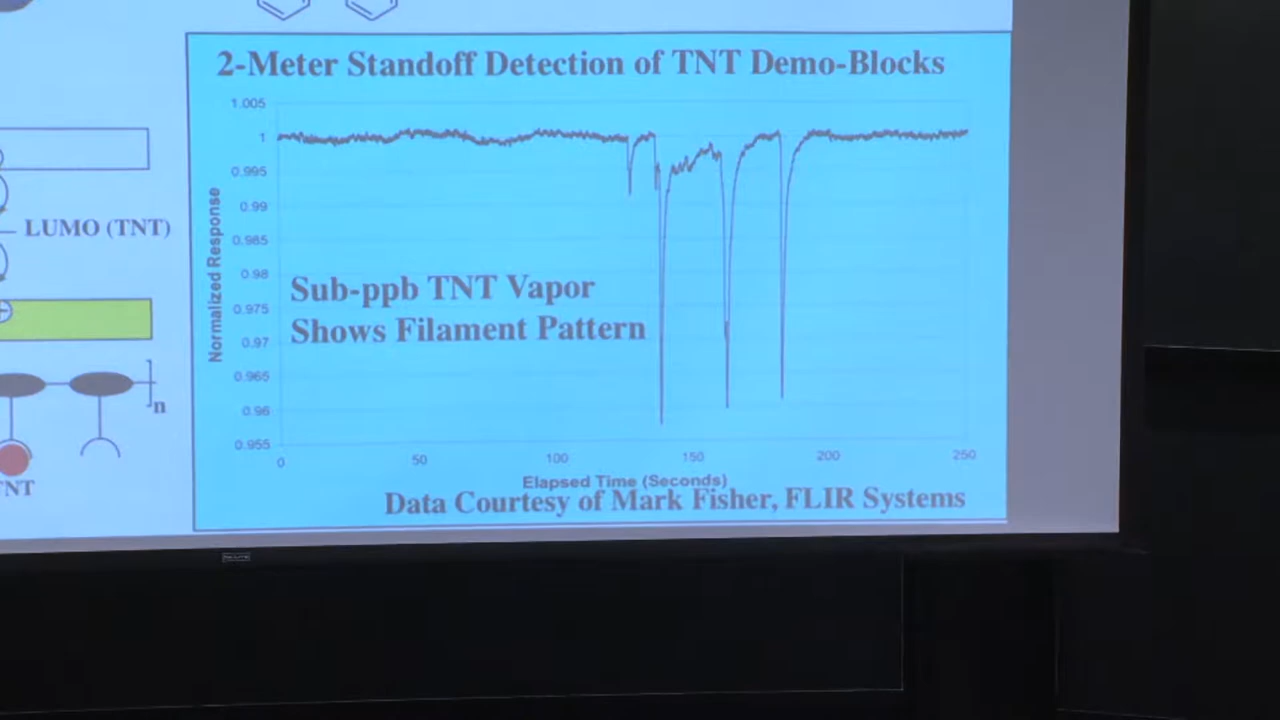 2-Meter Standoff Detection of TNT Demo-Blocks
1.005
1
0.995
0.99
0.985
0.98
0.975
0.97
0.965
0.96
0.955
Normalized Response
Sub-ppb TNT Vapor
Shows Filament Pattern
0
50
100
150
200
250
Elapsed Time (Seconds)
Data Courtesy of Mark Fisher, FLIR Systems
LUMO (TNT)
n